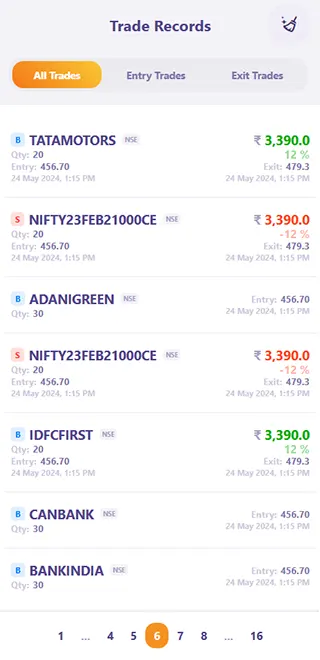 Trade Records
All Trades Entry Trades Exit Trades
B TATAMOTORS NSE ₹ 3,390.0
Qty: 20 12 %
Entry: 456.70 Exit: 479.3
24 May 2024, 1:15 PM 24 May 2024, 1:15 PM
S NIFTY23FEB21000CE NSE ₹ 3,390.0
Qty: 20 -12 %
Entry: 456.70 Exit: 479.3
24 May 2024, 1:15 PM 24 May 2024, 1:15 PM
B ADANIGREEN NSE Entry: 456.70
Qty: 30 24 May 2024, 1:15 PM
S NIFTY23FEB21000CE NSE ₹ 3,390.0
Qty: 20 -12 %
Entry: 456.70 Exit: 479.3
24 May 2024, 1:15 PM 24 May 2024, 1:15 PM
B IDFCFIRST NSE ₹ 3,390.0
Qty: 20 12 %
Entry: 456.70 Exit: 479.3
24 May 2024, 1:15 PM 24 May 2024, 1:15 PM
B CANBANK NSE Entry: 456.70
Qty: 30 24 May 2024, 1:15 PM
B BANKINDIA NSE Entry: 456.70
Qty: 30 24 May 2024, 1:15 PM
1 ... 4 5 6 7 8 ... 16